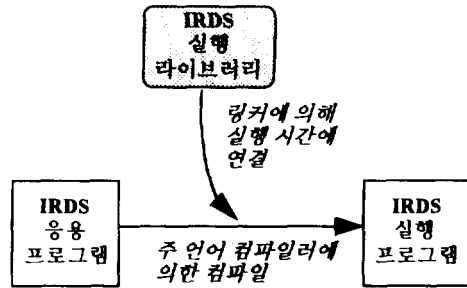 IRDS
실행
라이브러리
링커에 의해
실행 시간에
연결
IRDS
응용
프로그램
주 언어 컴파일러에
의한 컴파일
IRDS
실행
프로그램